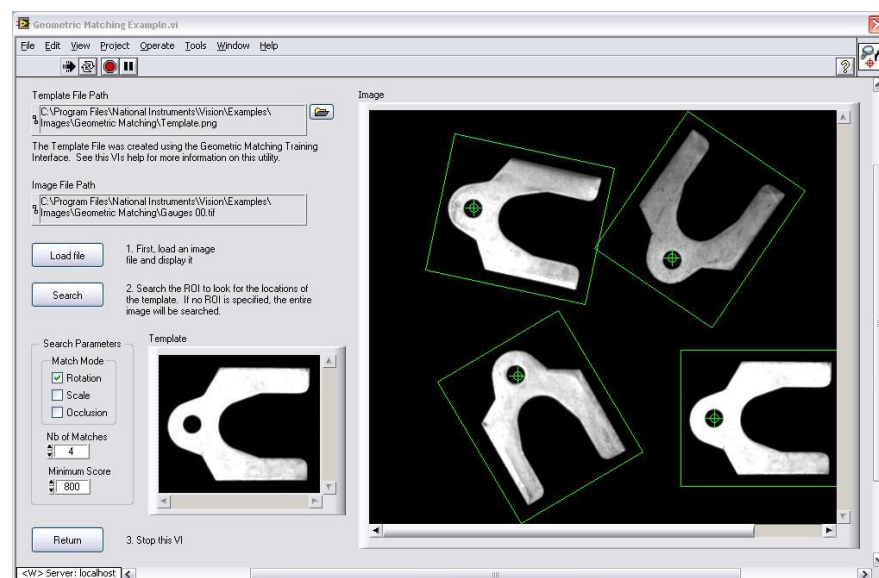 Geometric Matching Example.vi
File Edit View Project Operate Tools Window Help
Template File Path
C:\Program Files\National Instruments\Vision\Examples\
Images\Geometric Matching\Template.png
The Template File was created using the Geometric Matching Training
Interface. See this VIs help for more information on this utility.
Image File Path
C:\Program Files\National Instruments\Vision\Examples\
Images\Geometric Matching\Gauges 00.tif
Load file
1. First, load an image
file and display it
Search
2. Search the ROI to look for the locations of
the template. If no ROI is specified, the entire
image will be searched.
Search Parameters
Match Mode
Rotation
Scale
Occlusion
Nb of Matches
4
Minimum Score
800
Template
Return
3. Stop this VI
Image
<W> Server: localhost